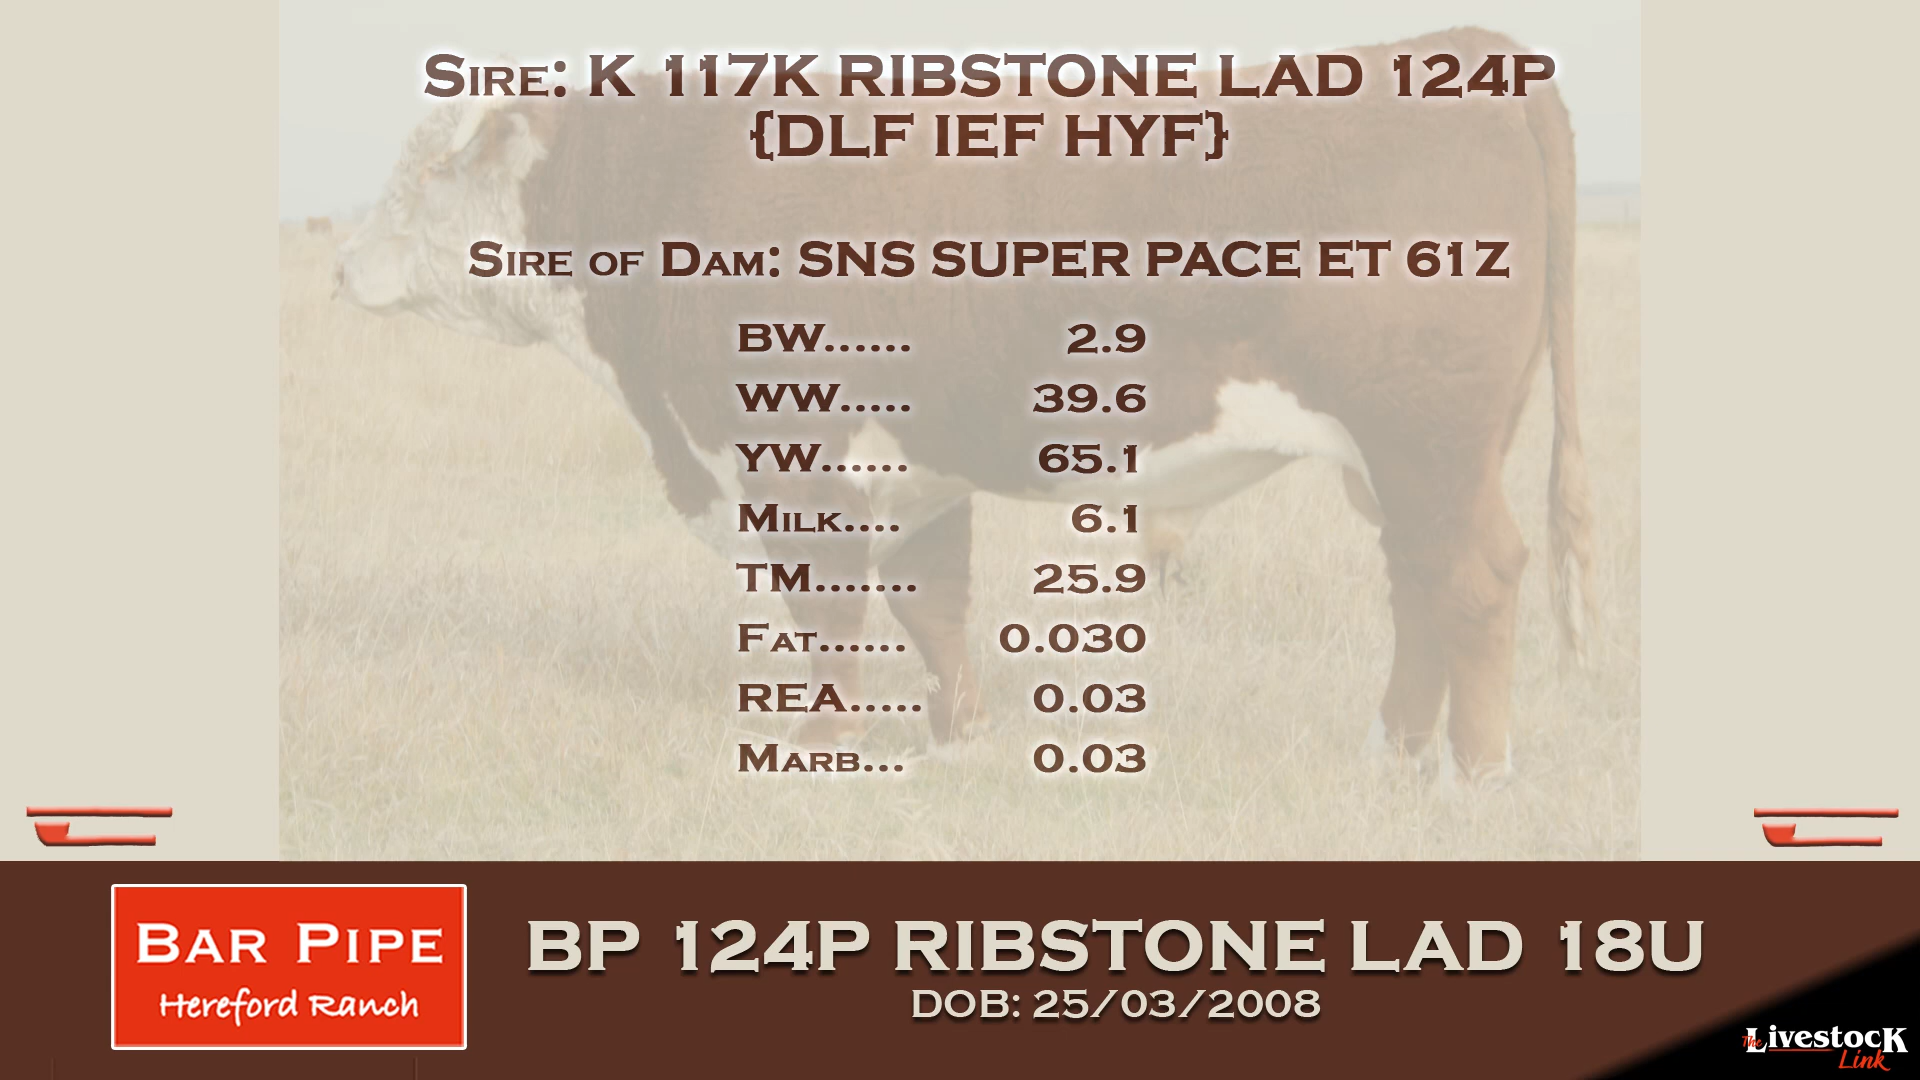 Sire: K 117K RIBSTONE LAD 124P
{DLF IEF HYF}
Sire of Dam: SNS SUPER PACE ET 61Z
BW...... 2.9
WW..... 39.6
YW...... 65.1
Milk.... 6.1
TM....... 25.9
Fat...... 0.030
REA..... 0.03
Marb... 0.03
Bar Pipe
Hereford Ranch
BP 124P RIBSTONE LAD 18U
DOB: 25/03/2008
The Livestock
Link